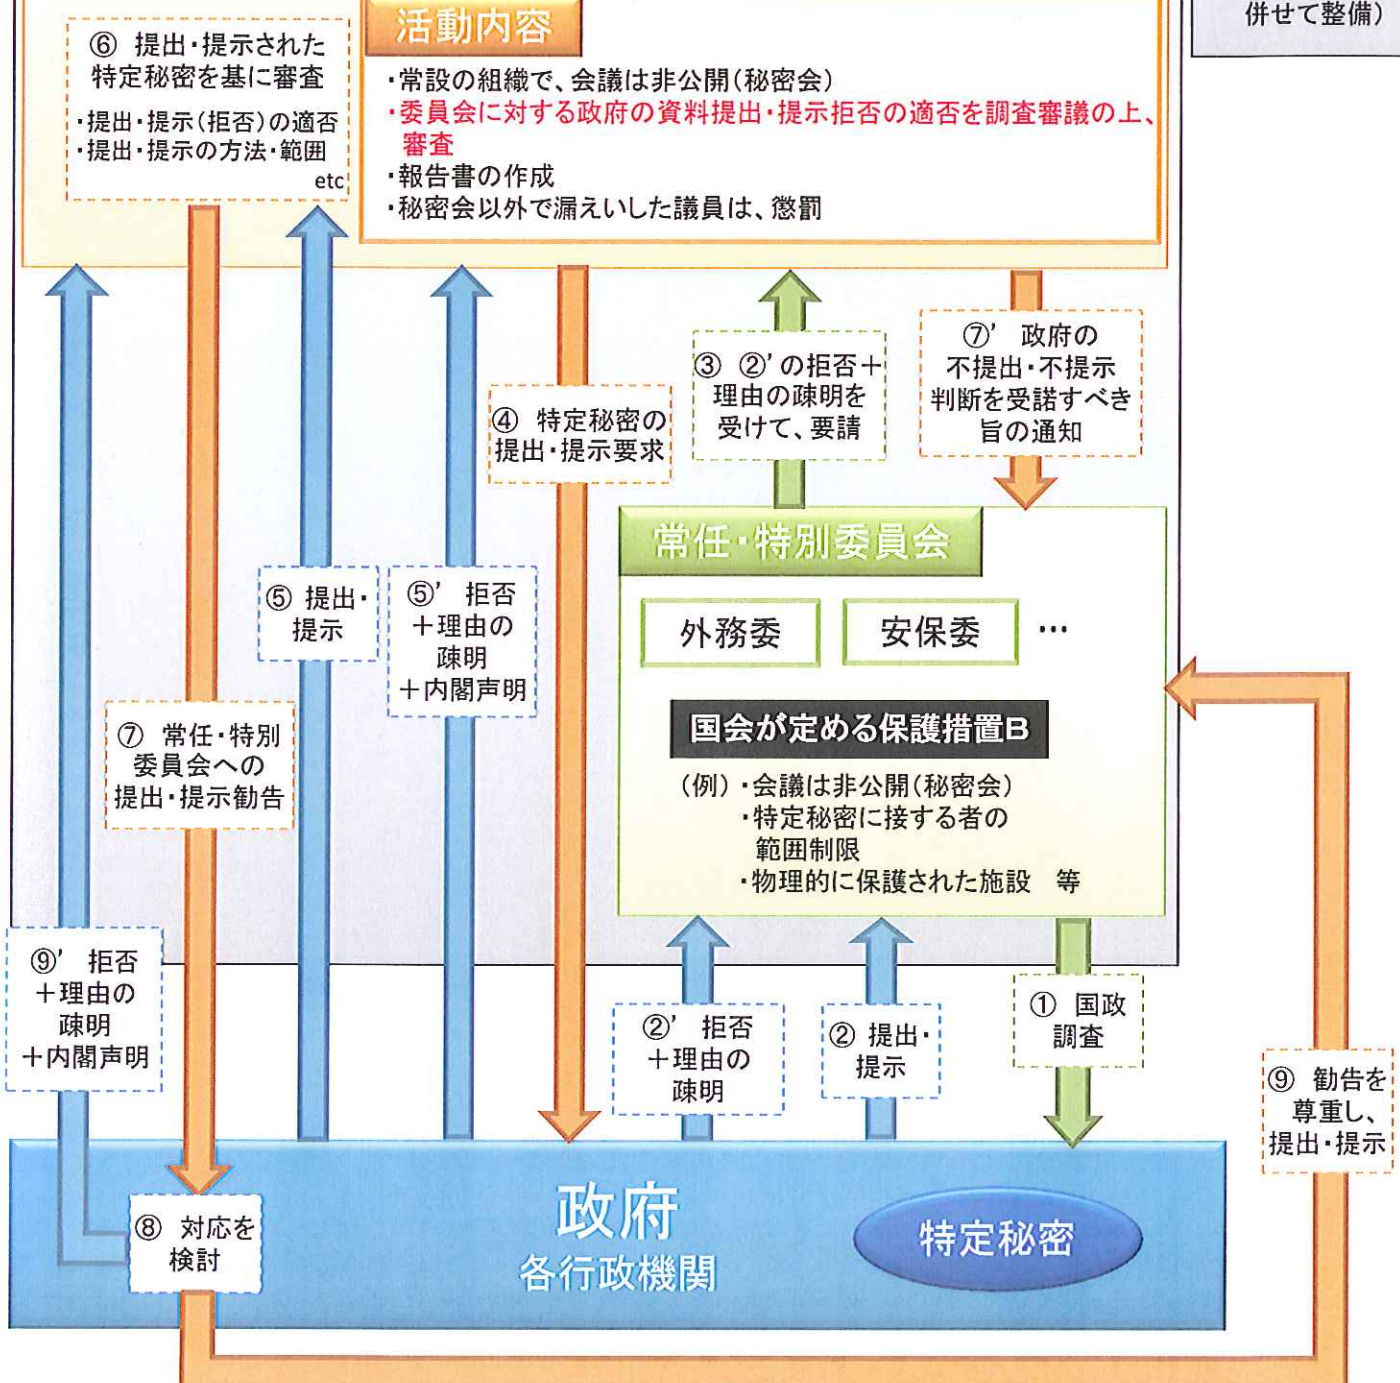 併せて整備)
⑥ 提出・提示された
特定秘密を基に審査
・提出・提示(拒否)の適否
・提出・提示の方法・範囲
etc
活動内容
・常設の組織で、会議は非公開(秘密会)
・委員会に対する政府の資料提出・提示拒否の適否を調査審議の上、
審査
・報告書の作成
・秘密会以外で漏えいした議員は、懲罰
③ ②’の拒否＋
理由の疎明を
受けて、要請
⑦’ 政府の
不提出・不提示
判断を受諾すべき
旨の通知
④ 特定秘密の
提出・提示要求
常任・特別委員会
外務委
安保委
…
国会が定める保護措置B
(例)・会議は非公開(秘密会)
・特定秘密に接する者の
範囲制限
・物理的に保護された施設 等
⑤ 提出・
提示
⑤’ 拒否
＋理由の
疎明
＋内閣声明
⑦ 常任・特別
委員会への
提出・提示勧告
⑨’ 拒否
＋理由の
疎明
＋内閣声明
②’ 拒否
＋理由の
疎明
② 提出・
提示
① 国政
調査
⑨ 勧告を
尊重し、
提出・提示
⑧ 対応を
検討
政府
各行政機関
特定秘密